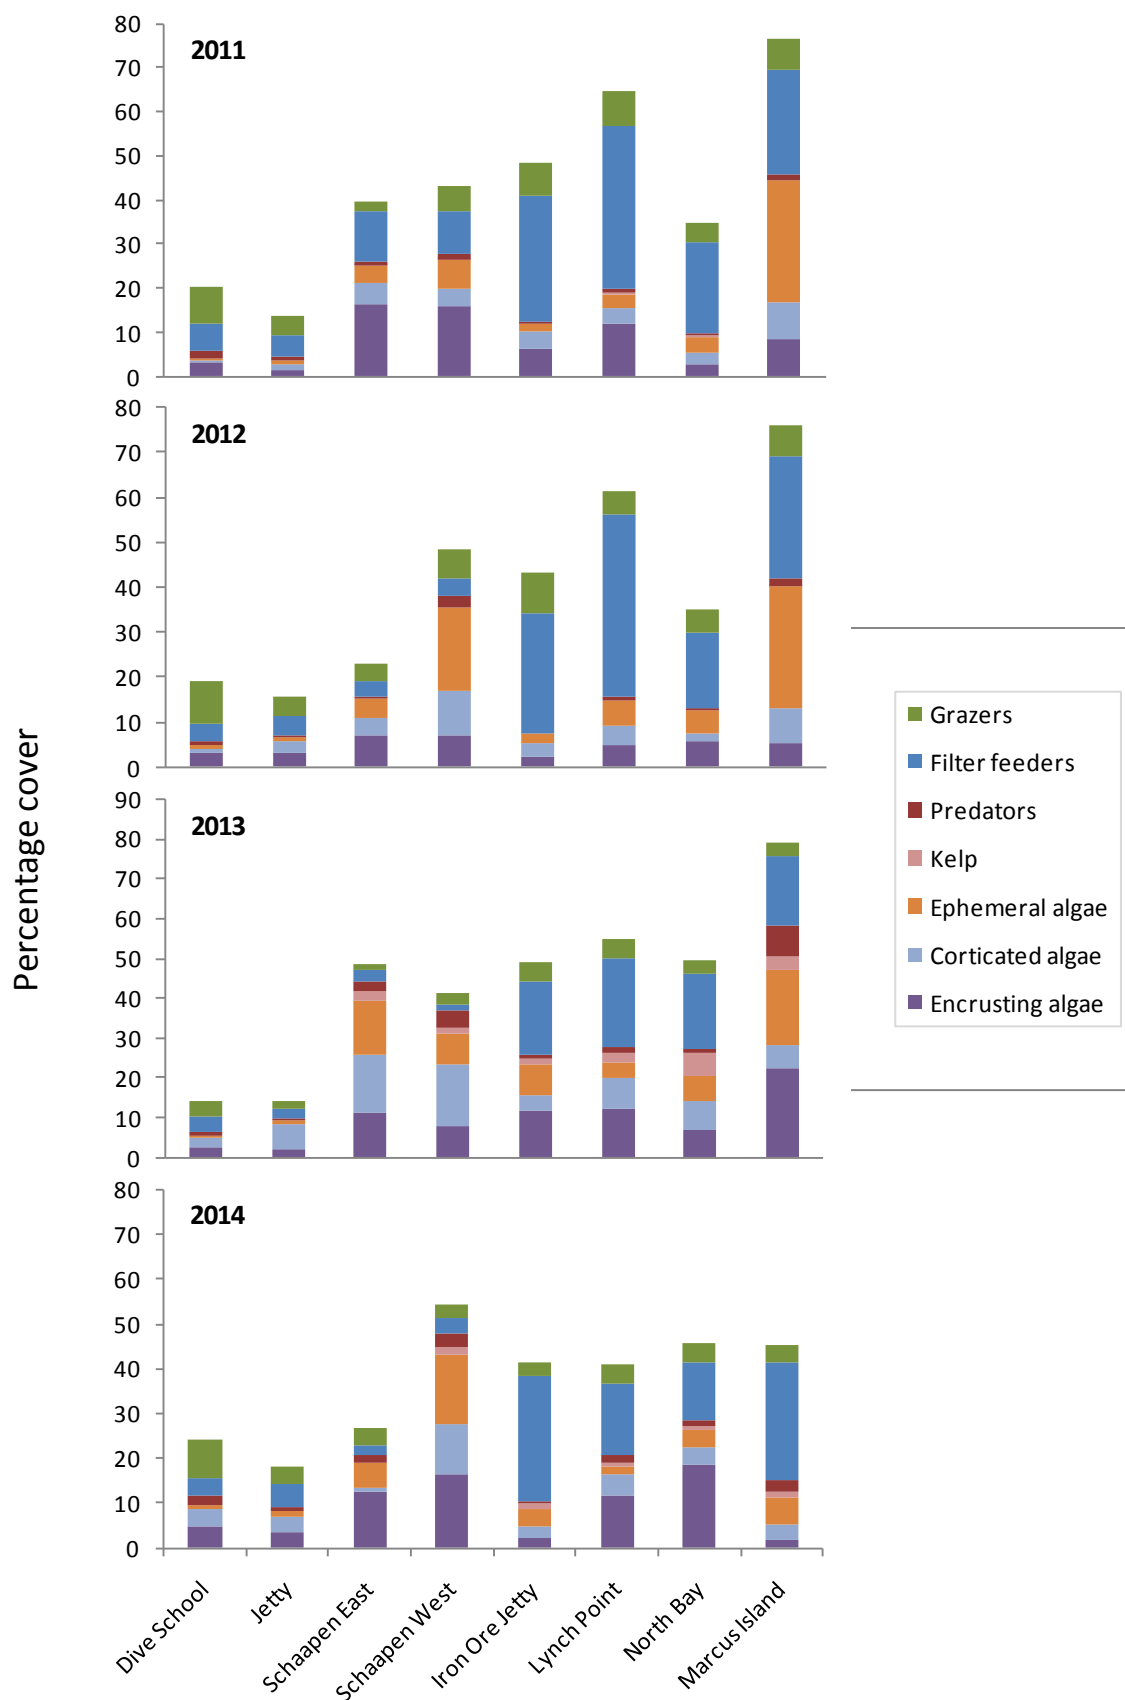 80
2011
70
60
50
40
30
20
10
0
80
2012
70
60
50
40
30
20
10
0
90
2013
80
70
60
50
40
30
20
10
0
80
2014
70
60
50
40
30
20
10
0
Percentage cover
Grazers
Filter feeders
Predators
Kelp
Ephemeral algae
Corticated algae
Encrusting algae
Dive School
Jetty
Schaapen East
Schaapen West
Iron Ore Jetty
Lynch Point
North Bay
Marcus Island